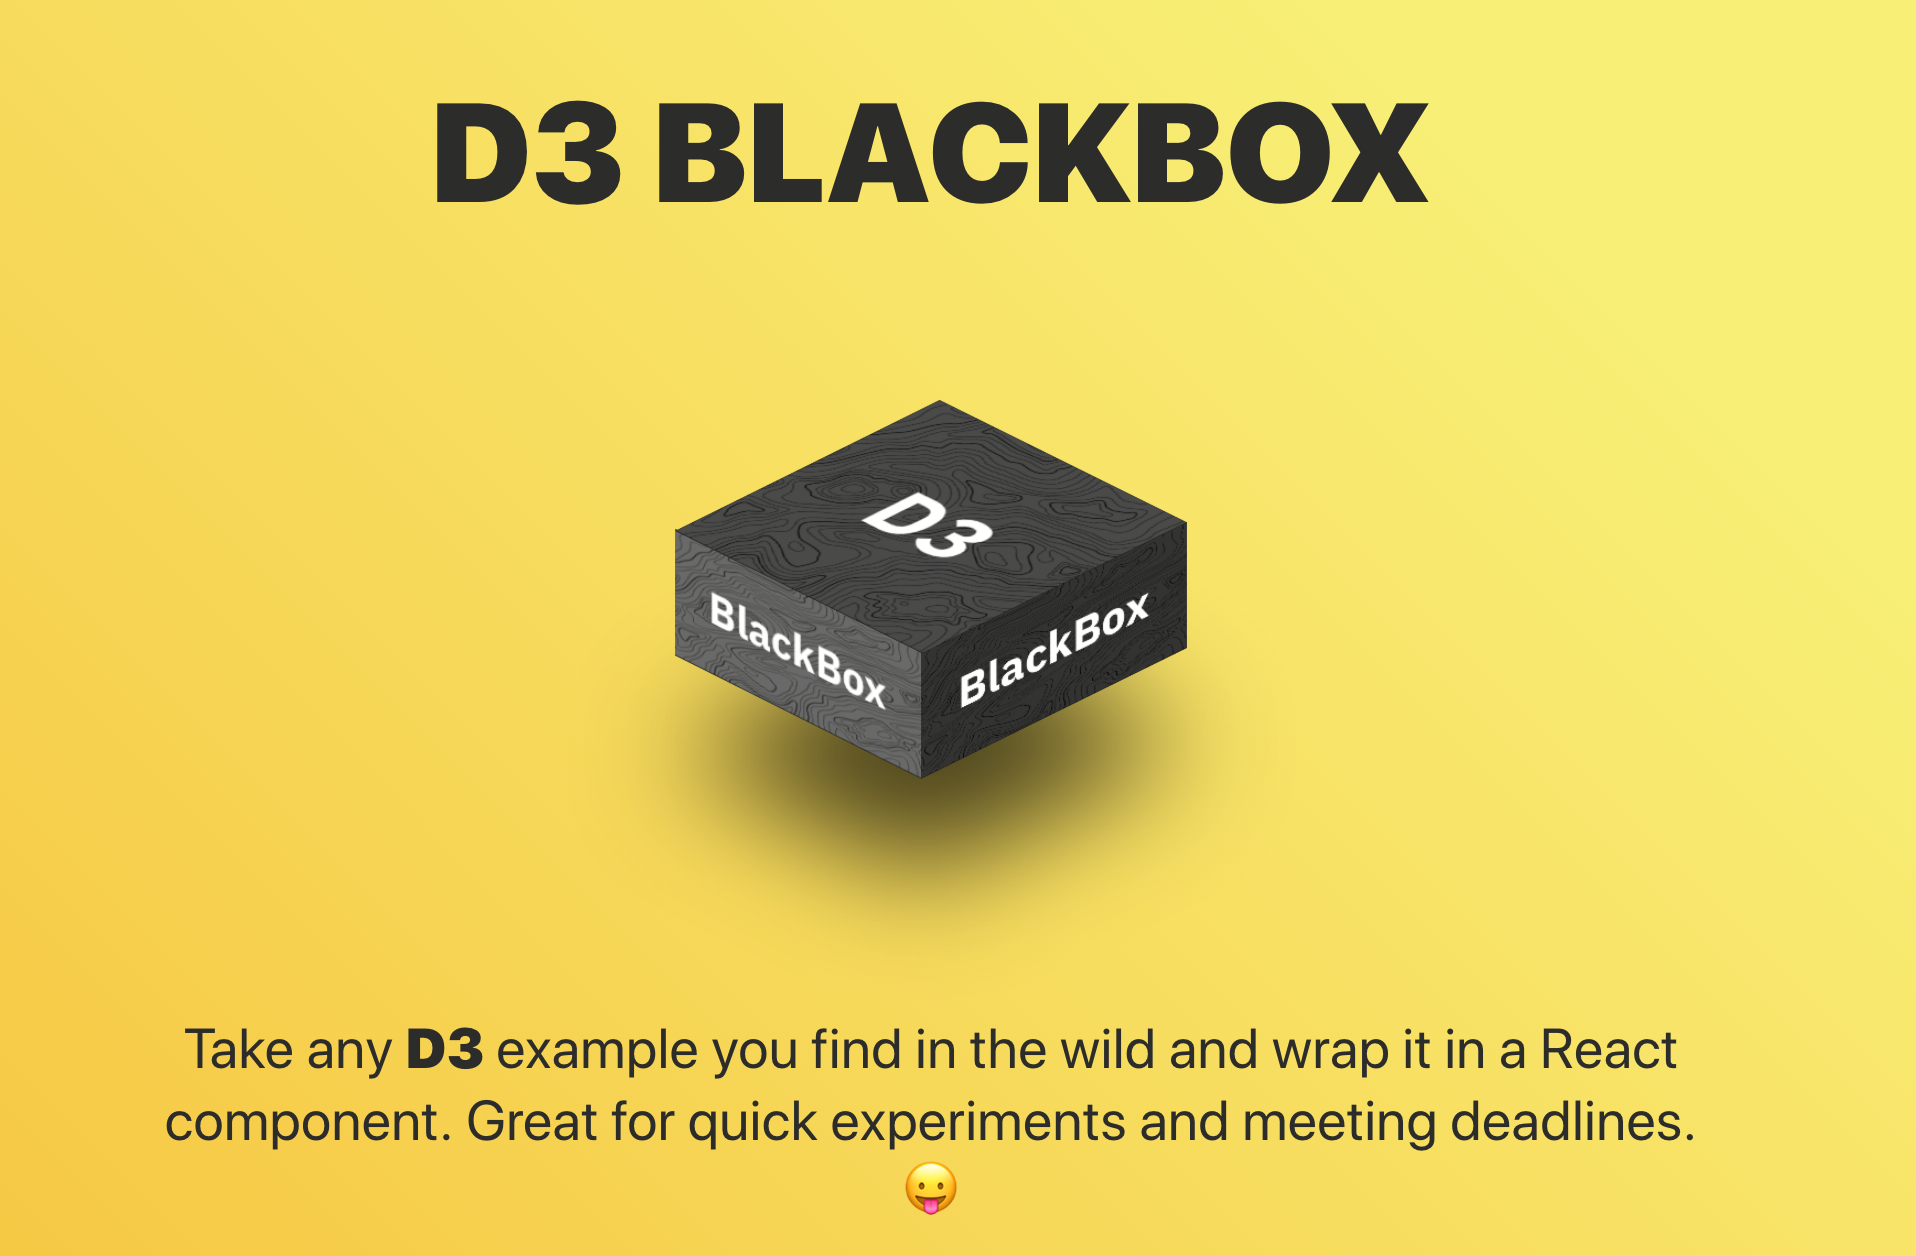 D3 BLACKBOX
D3
BlackBox
BlackBox
Take any D3 example you find in the wild and wrap it in a React
component. Great for quick experiments and meeting deadlines.
😛